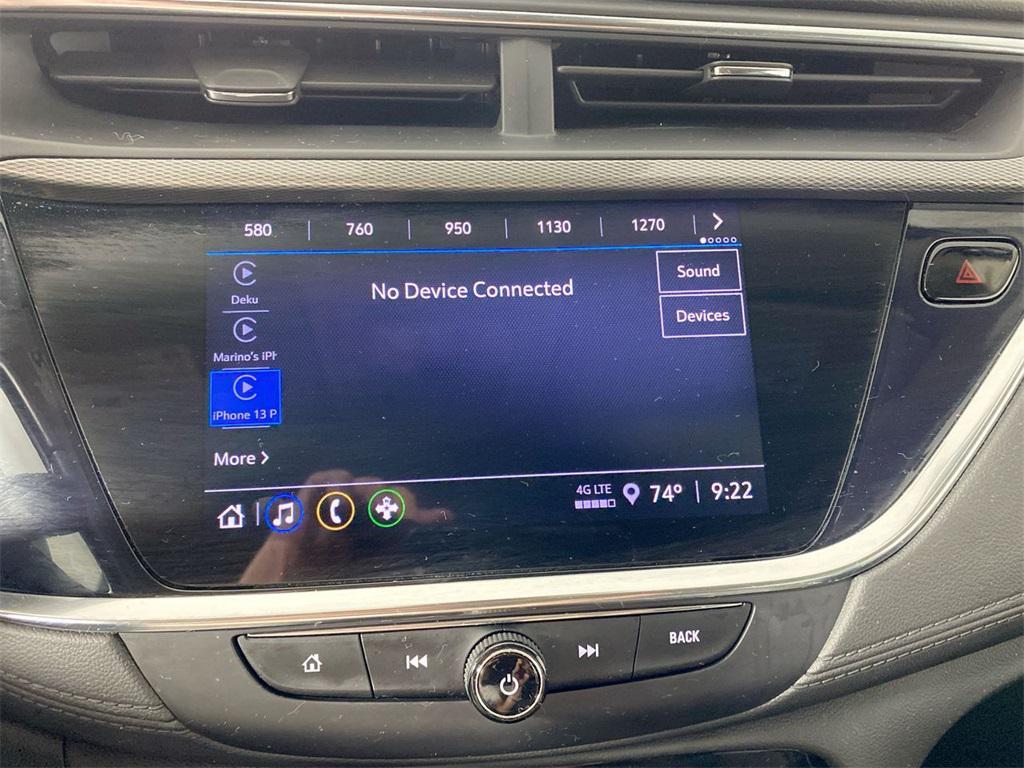 580 | 760 | 950 | 1130 | 1270
Deku
Marino's iPh
iPhone 13 P
More >
No Device Connected
Sound
Devices
4G LTE
74° | 9:22
BACK